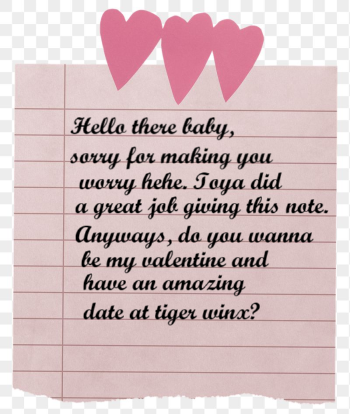 Hello there baby,
sorry for making you
worry hehe. Toya did
a great job giving this note.
Anyways, do you wanna
be my valentine and
have an amazing
date at tiger winx?